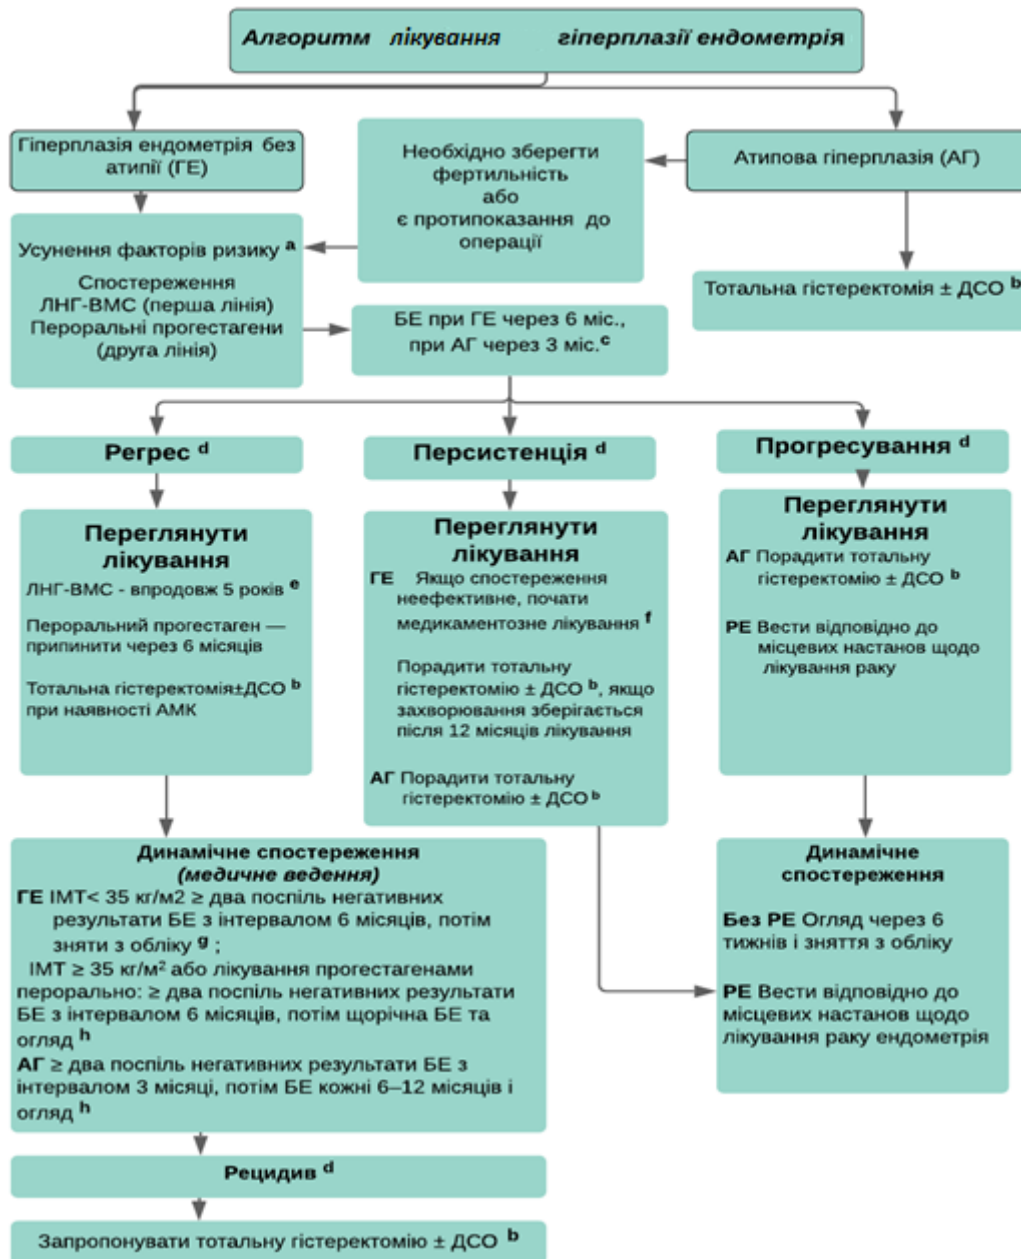 Алгоритм лікування гіперплазії ендометрія
Гіперплазія ендометрія без
атипії (ГЕ)
Необхідно зберегти
фертильність
або
є протипоказання до
операції
Атипова гіперплазія (АГ)
Усунення факторів ризику a
Спостереження
ЛНГ-ВМС (перша лінія)
Пероральні прогестагени
(друга лінія)
Тотальна гістеректомія ± ДСО b
БЕ при ГЕ через 6 міс.,
при АГ через 3 міс.c
Регрес d
Персистенція d
Прогресування d
Переглянути
лікування
ЛНГ-ВМС - впродовж 5 років e
Пероральний прогестаген —
припинити через 6 місяців
Тотальна гістеректомія±ДСО b
при наявності АМК
Переглянути
лікування
ГЕ Якщо спостереження
неефективне, почати
медикаментозне лікування f
Порадити тотальну
гістеректомію ± ДСО b, якщо
захворювання зберігається
після 12 місяців лікування
АГ Порадити тотальну
гістеректомію ± ДСО b
Переглянути
лікування
АГ Порадити тотальну
гістеректомію ± ДСО b
РЕ Вести відповідно до
місцевих настанов щодо
лікування раку
Динамічне спостереження
(медичне ведення)
ГЕ ІМТ< 35 кг/м2 ≥ два поспіль негативних
результати БЕ з інтервалом 6 місяців, потім
зняти з обліку g ;
ІМТ ≥ 35 кг/м² або лікування прогестагенами
перорально: ≥ два поспіль негативних результати
БЕ з інтервалом 6 місяців, потім щорічна БЕ та
огляд h
АГ ≥ два поспіль негативних результати БЕ з
інтервалом 3 місяці, потім БЕ кожні 6–12 місяців і
огляд h
Динамічне
спостереження
Без РЕ Огляд через 6
тижнів і зняття з обліку
РЕ Вести відповідно до
місцевих настанов щодо
лікування раку ендометрія
Рецидив d
Запропонувати тотальну гістеректомію ± ДСО b